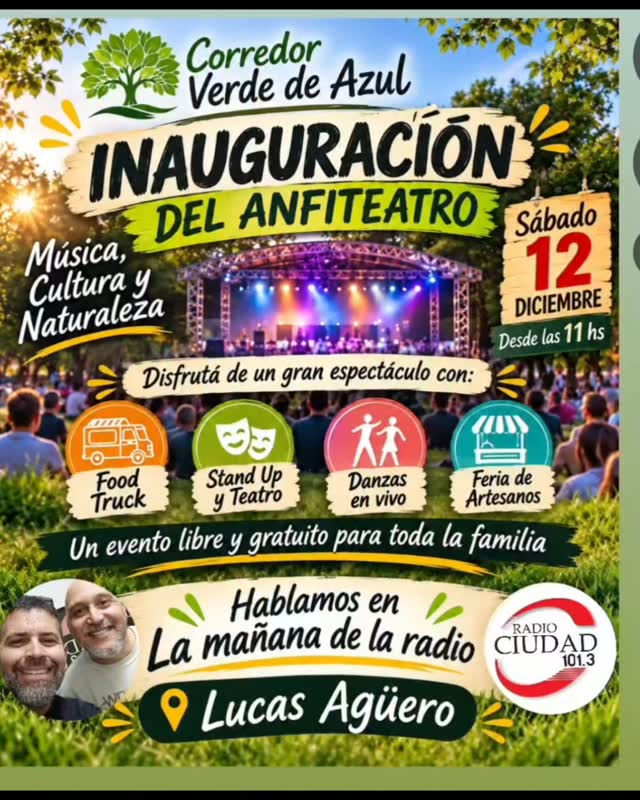 Corredor
Verde de Azul
INAUGURACÍÓN
DEL ANFITEATRO
Música,
Cultura y
Naturaleza
Sábado
12
DICIEMBRE
Desde las 11 hs
Disfrutá de un gran espectáculo con:
Food
Truck
Stand Up
y Teatro
Danzas
en vivo
Feria de
Artesanos
Un evento libre y gratuito para toda la familia
Hablamos en
La mañana de la radio
RADIO
CIUDAD
101.3
Lucas Agüero